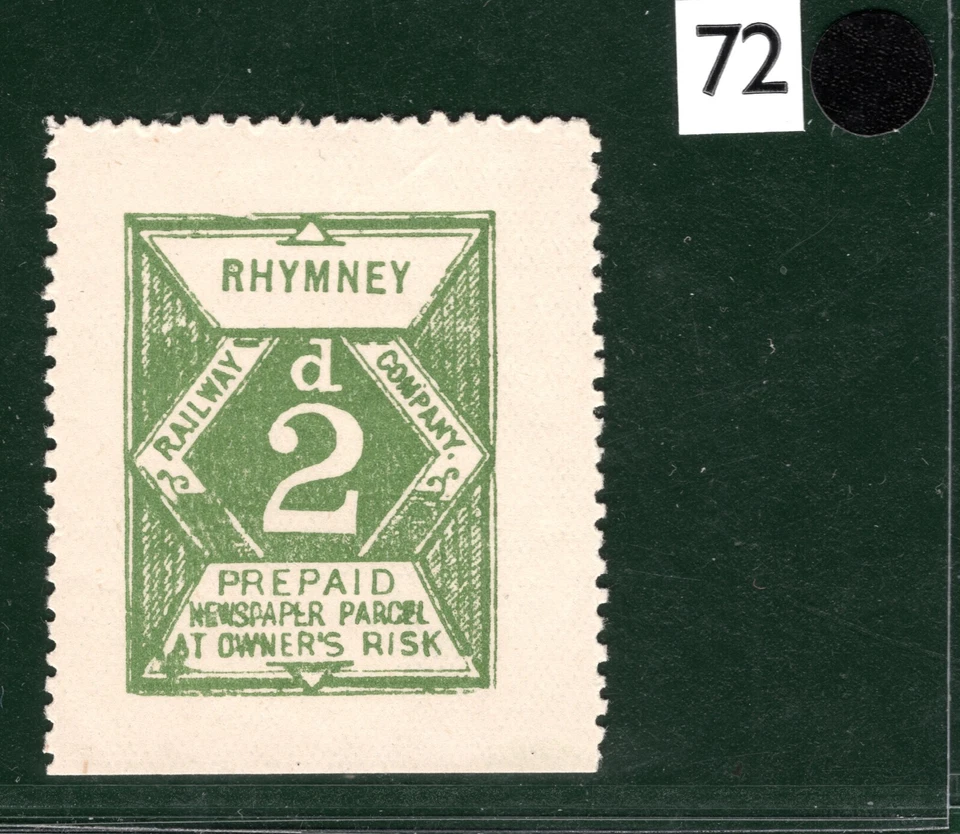 72
RHYMNEY
RAILWAY
COMPANY.
d
2
PREPAID
NEWSPAPER PARCEL
AT OWNER'S RISK